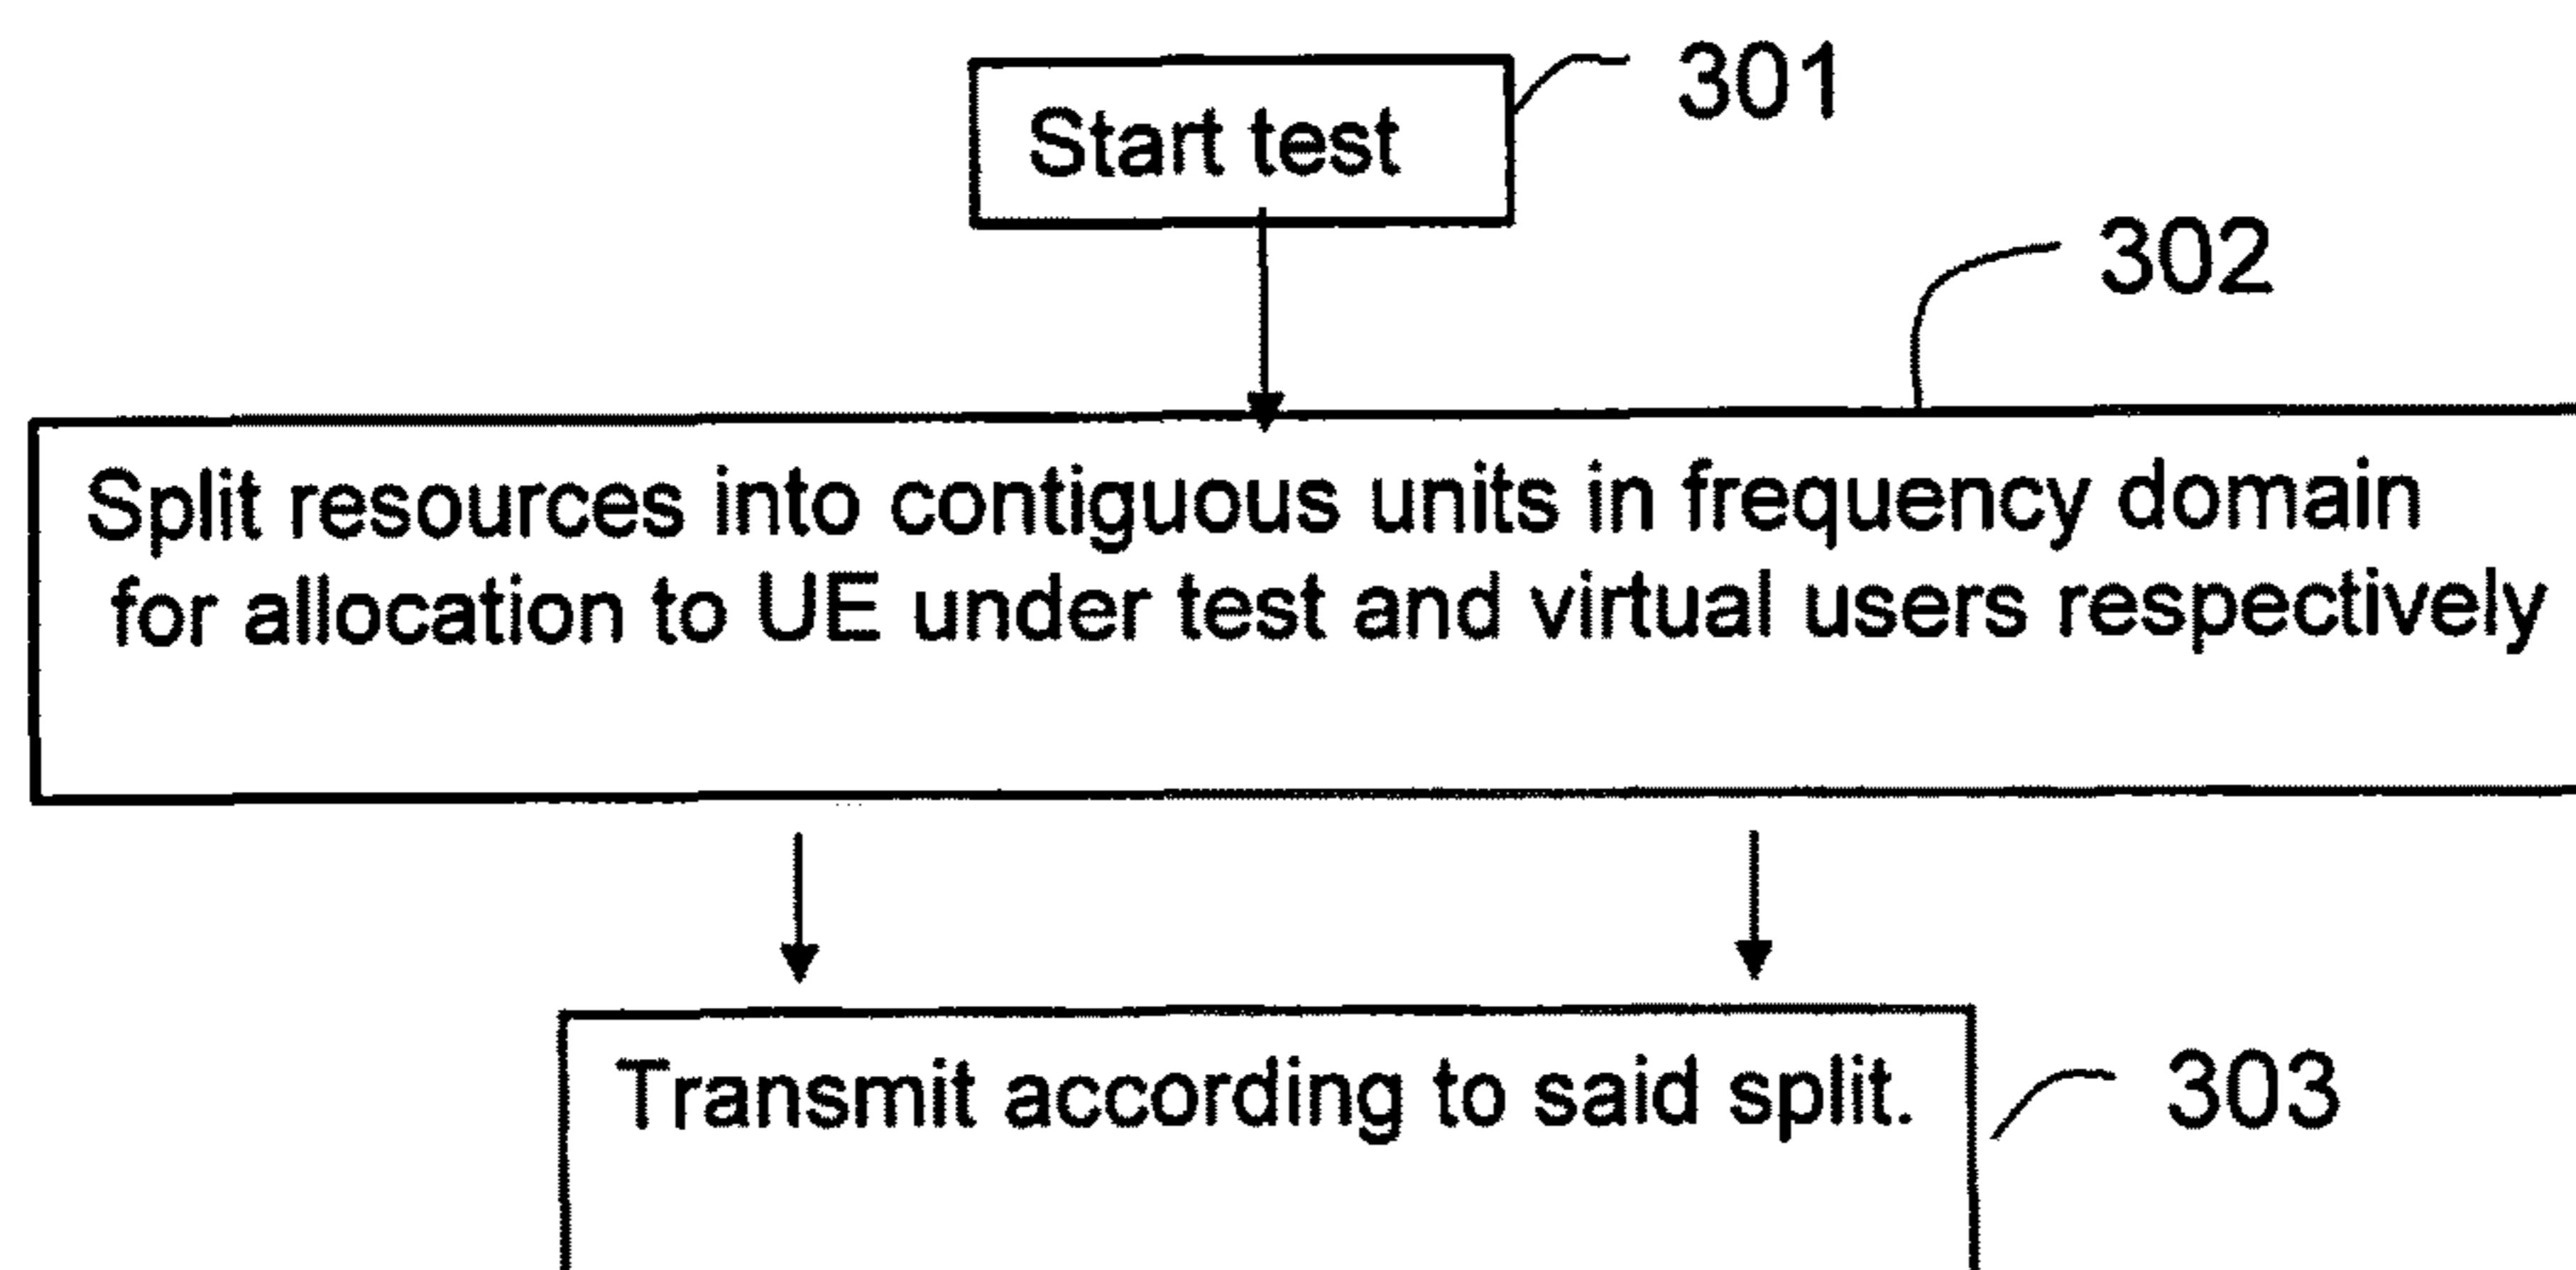 Start test
301
302
Split resources into contiguous units in frequency domain
for allocation to UE under test and virtual users respectively
Transmit according to said split.
303